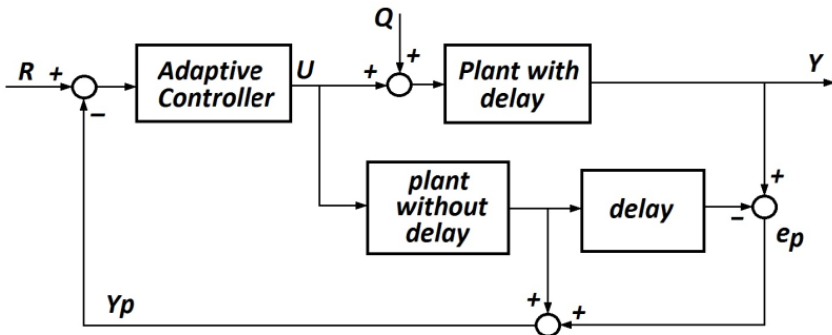 Q
+
R +
Adaptive
Controller
U
+
Plant with
delay
Y
−
plant
without
delay
delay
+
−
ep
Yp
+
+